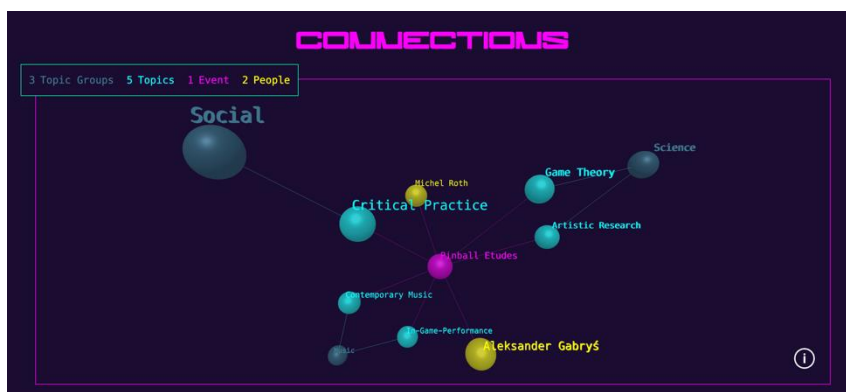 CONNECTIONS
3 Topic Groups 5 Topics 1 Event 2 People
Social
Science
Game Theory
Michel Roth
Critical Practice
Artistic Research
Pinball Etudes
Contemporary Music
In-Game-Performance
Aleksander Gabryś
Music
i